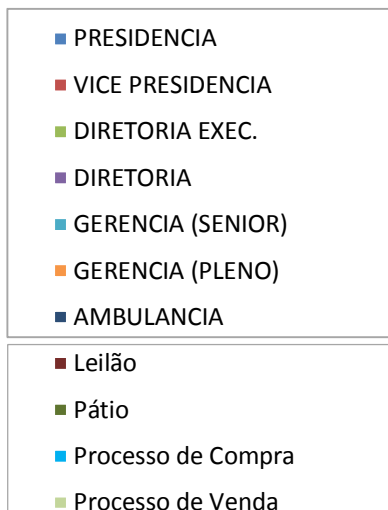 PRESIDENCIA
VICE PRESIDENCIA
DIRETORIA EXEC.
DIRETORIA
GERENCIA (SENIOR)
GERENCIA (PLENO)
AMBULANCIA
Leilão
Pátio
Processo de Compra
Processo de Venda